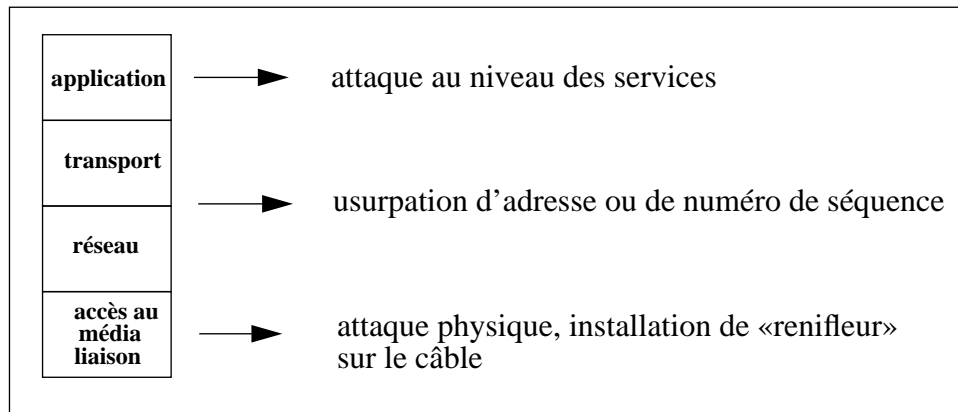 application
attaque au niveau des services
transport
usurpation d’adresse ou de numéro de séquence
réseau
accès au
média
liaison
attaque physique, installation de «renifleur»
sur le câble